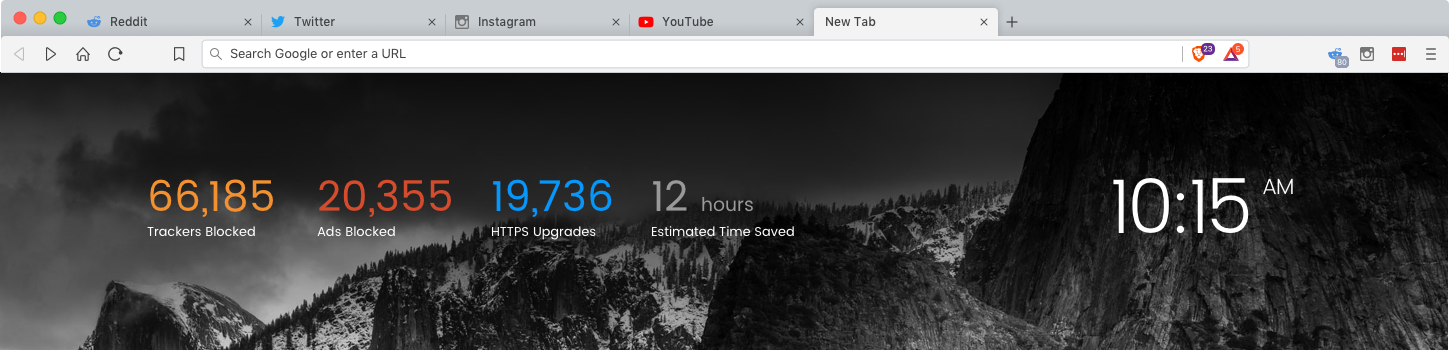 Reddit
Twitter
Instagram
YouTube
New Tab
Search Google or enter a URL
23
5
80
66,185
Trackers Blocked
20,355
Ads Blocked
19,736
HTTPS Upgrades
12 hours
Estimated Time Saved
10:15 AM